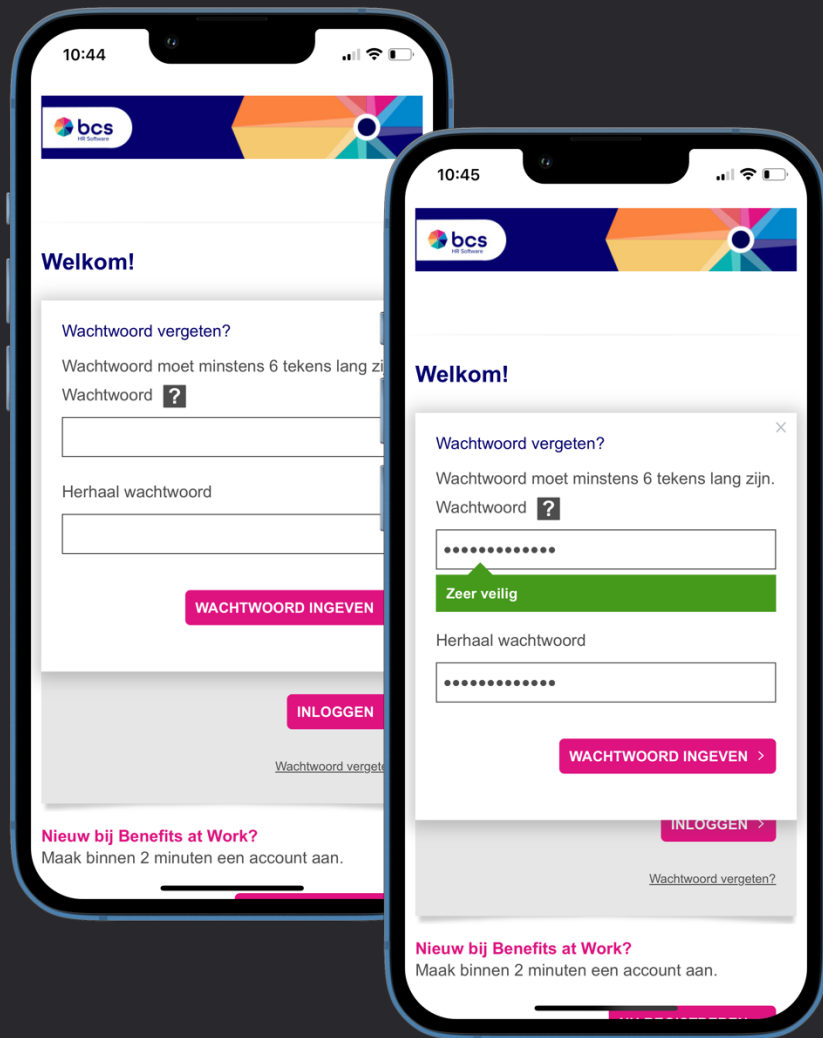 10:44
bcs
HR Software
Welkom!
Wachtwoord vergeten?
Wachtwoord moet minstens 6 tekens lang zi
Wachtwoord ?
Herhaal wachtwoord
WACHTWOORD INGEVEN
INLOGGEN
Wachtwoord vergete
Nieuw bij Benefits at Work?
Maak binnen 2 minuten een account aan.
10:45
bcs
HR Software
Welkom!
Wachtwoord vergeten?
Wachtwoord moet minstens 6 tekens lang zijn.
Wachtwoord ?
•••••••••••••
Zeer veilig
Herhaal wachtwoord
•••••••••••••
WACHTWOORD INGEVEN >
INLOGGEN >
Wachtwoord vergeten?
Nieuw bij Benefits at Work?
Maak binnen 2 minuten een account aan.